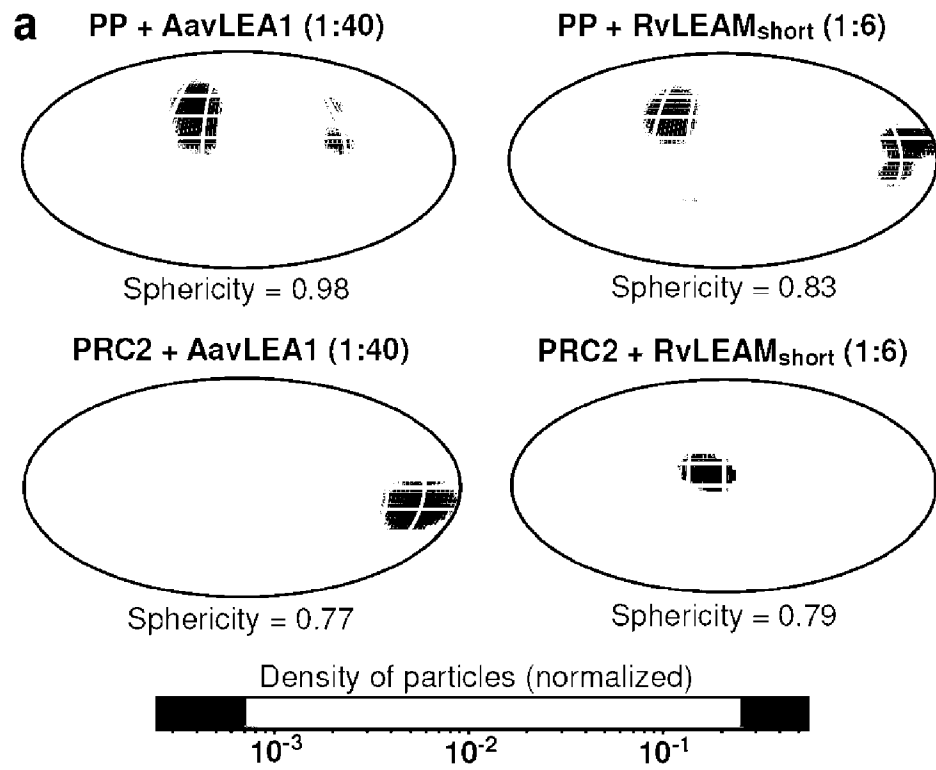 a
PP + AavLEA1 (1:40)
PP + RvLEAMshort (1:6)
Sphericity = 0.98
Sphericity = 0.83
PRC2 + AavLEA1 (1:40)
PRC2 + RvLEAMshort (1:6)
Sphericity = 0.77
Sphericity = 0.79
Density of particles (normalized)
10⁻³ 10⁻² 10⁻¹